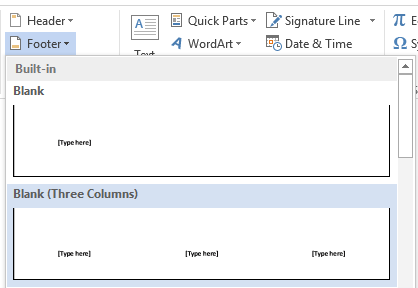 Header Quick Parts Signature Line π E
Footer WordArt Date & Time Ω Sy
Text
Built-in
Blank
[Type here]
Blank (Three Columns)
[Type here] [Type here] [Type here]